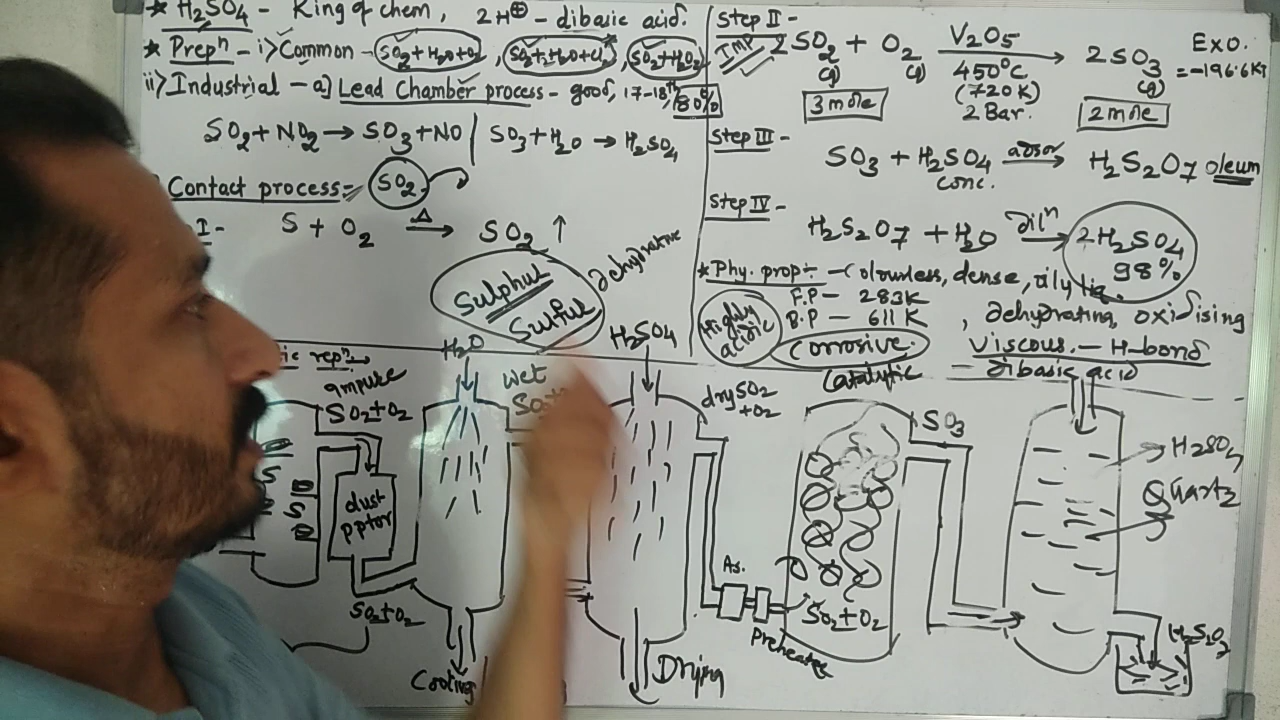 ★ H₂SO₄ - King of chem, 2H⊕ - dibasic acid.
★ Prepⁿ - i) Common - SO₂+H₂O+O₂, SO₂+H₂O+Cl₂, SO₂+H₂O₂
ii) Industrial - a] Lead Chamber process - good, 17-18ᵗʰ, 80%
SO₂+NO₂ → SO₃+NO | SO₃+H₂O → H₂SO₄
Contact process:- SO₂
I- S + O₂ →(Δ) SO₂ ↑
Sulphur
Sulfur
dehydrative
Step II -
IMP 2SO₂(g) + O₂(g) →(V₂O₅, 450°C (720K) 2 Bar.) 2SO₃(g) Exo. = -196.6KJ
3 mole 2 mole
Step III -
SO₃ + H₂SO₄ conc. → H₂S₂O₇ oleum
Step IV -
H₂S₂O₇ + H₂O →(dilⁿ) 2H₂SO₄ 98%
★ Phy. prop - Colourless, dense, oily liq.
F.P - 283K
B.P - 611 K, dehydrating, oxidising
Highly acidic
Corrosive. Viscous. - H-bond
- dibasic acid
ic repⁿ
impure
SO₂+O₂
dust pptor
SO₂+O₂
H₂O
wet
Cooling
H₂SO₄
Drying
dry SO₂ +O₂
As.
Preheater
Catalytic
SO₂+O₂
SO₃
H₂SO₄
Quartz
H₂S₂O₇